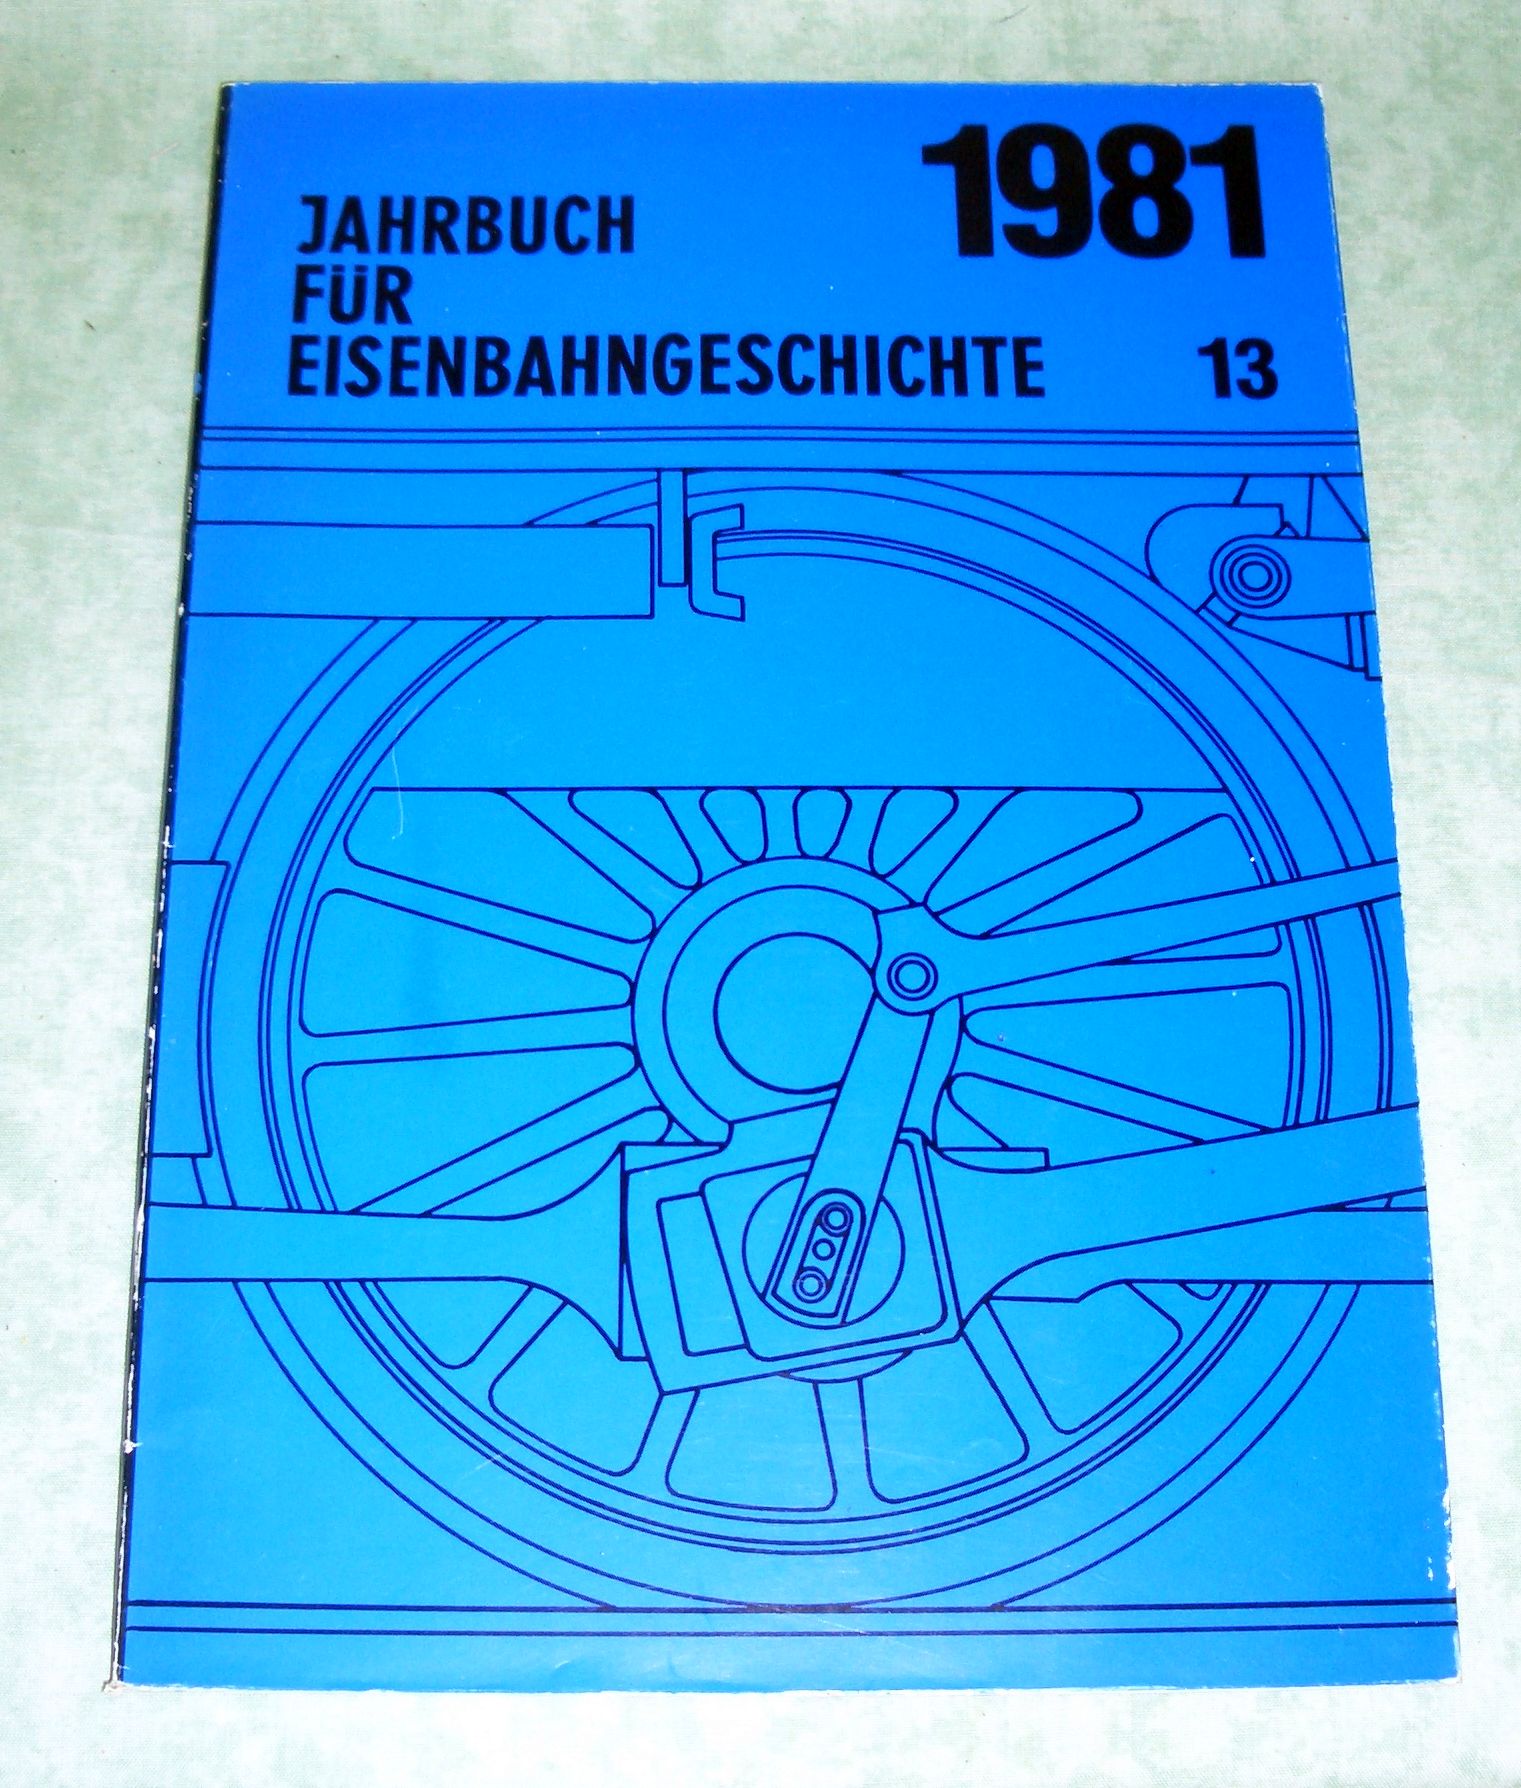 1981
JAHRBUCH
FÜR
EISENBAHNGESCHICHTE 13